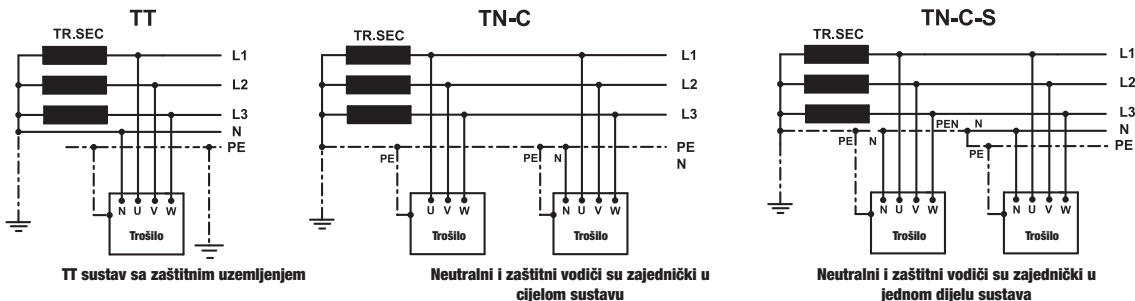 TT
TR.SEC
L1
L2
L3
N
PE
N U V W
Trošilo
TT sustav sa zaštitnim uzemljenjem
TN-C
TR.SEC
L1
L2
L3
PE
N
PE
PE N
U V W
Trošilo
N U V W
Trošilo
Neutralni i zaštitni vodiči su zajednički u
cijelom sustavu
TN-C-S
TR.SEC
L1
L2
L3
PEN N
N
PE
PE N
PE
N U V W
Trošilo
N U V W
Trošilo
Neutralni i zaštitni vodiči su zajednički u
jednom dijelu sustava